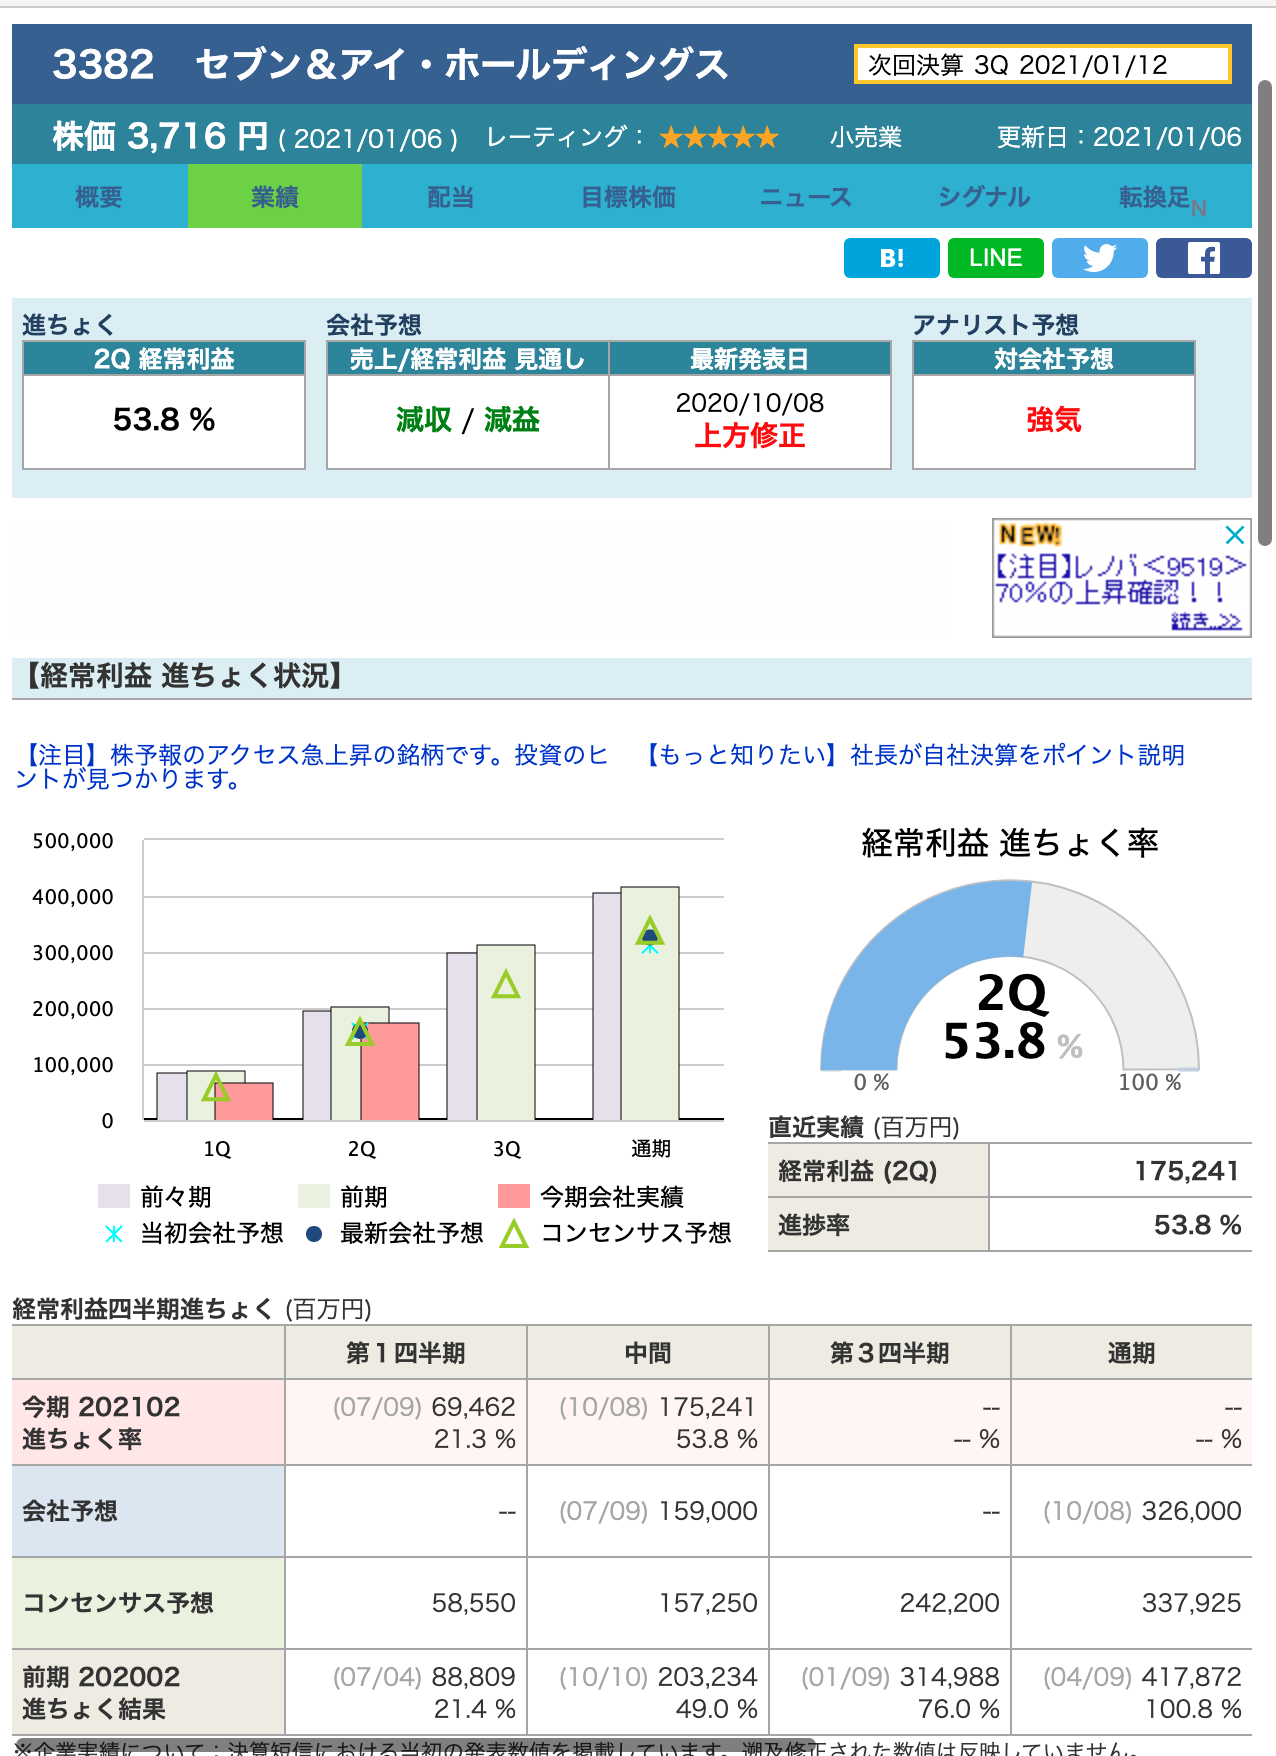 3382　セブン＆アイ・ホールディングス
次回決算 3Q 2021/01/12
株価 3,716 円 ( 2021/01/06 )　レーティング： ★★★★★　小売業　更新日：2021/01/06
概要　業績　配当　目標株価　ニュース　シグナル　転換足N
B!　LINE
進ちょく　会社予想　アナリスト予想
2Q 経常利益　売上/経常利益 見通し　最新発表日　対会社予想
53.8 %　減収 / 減益　2020/10/08　強気
上方修正
NEW!
【注目】レノバ<9519>
70%の上昇確認！！
続き..>>
【経常利益 進ちょく状況】
【注目】株予報のアクセス急上昇の銘柄です。投資のヒ
ントが見つかります。
【もっと知りたい】社長が自社決算をポイント説明
500,000
400,000
300,000
200,000
100,000
0
1Q　2Q　3Q　通期
前々期　前期　今期会社実績
当初会社予想　最新会社予想　コンセンサス予想
経常利益 進ちょく率
2Q
53.8 %
0 %　100 %
直近実績 (百万円)
経常利益 (2Q)　175,241
進捗率　53.8 %
経常利益四半期進ちょく (百万円)
第１四半期　中間　第３四半期　通期
今期 202102　(07/09) 69,462　(10/08) 175,241　--　--
進ちょく率　21.3 %　53.8 %　-- %　-- %
会社予想　--　(07/09) 159,000　--　(10/08) 326,000
コンセンサス予想　58,550　157,250　242,200　337,925
前期 202002　(07/04) 88,809　(10/10) 203,234　(01/09) 314,988　(04/09) 417,872
進ちょく結果　21.4 %　49.0 %　76.0 %　100.8 %
※企業実績について：決算短信における当初の発表数値を掲載しています。遡及修正された数値は反映していません。